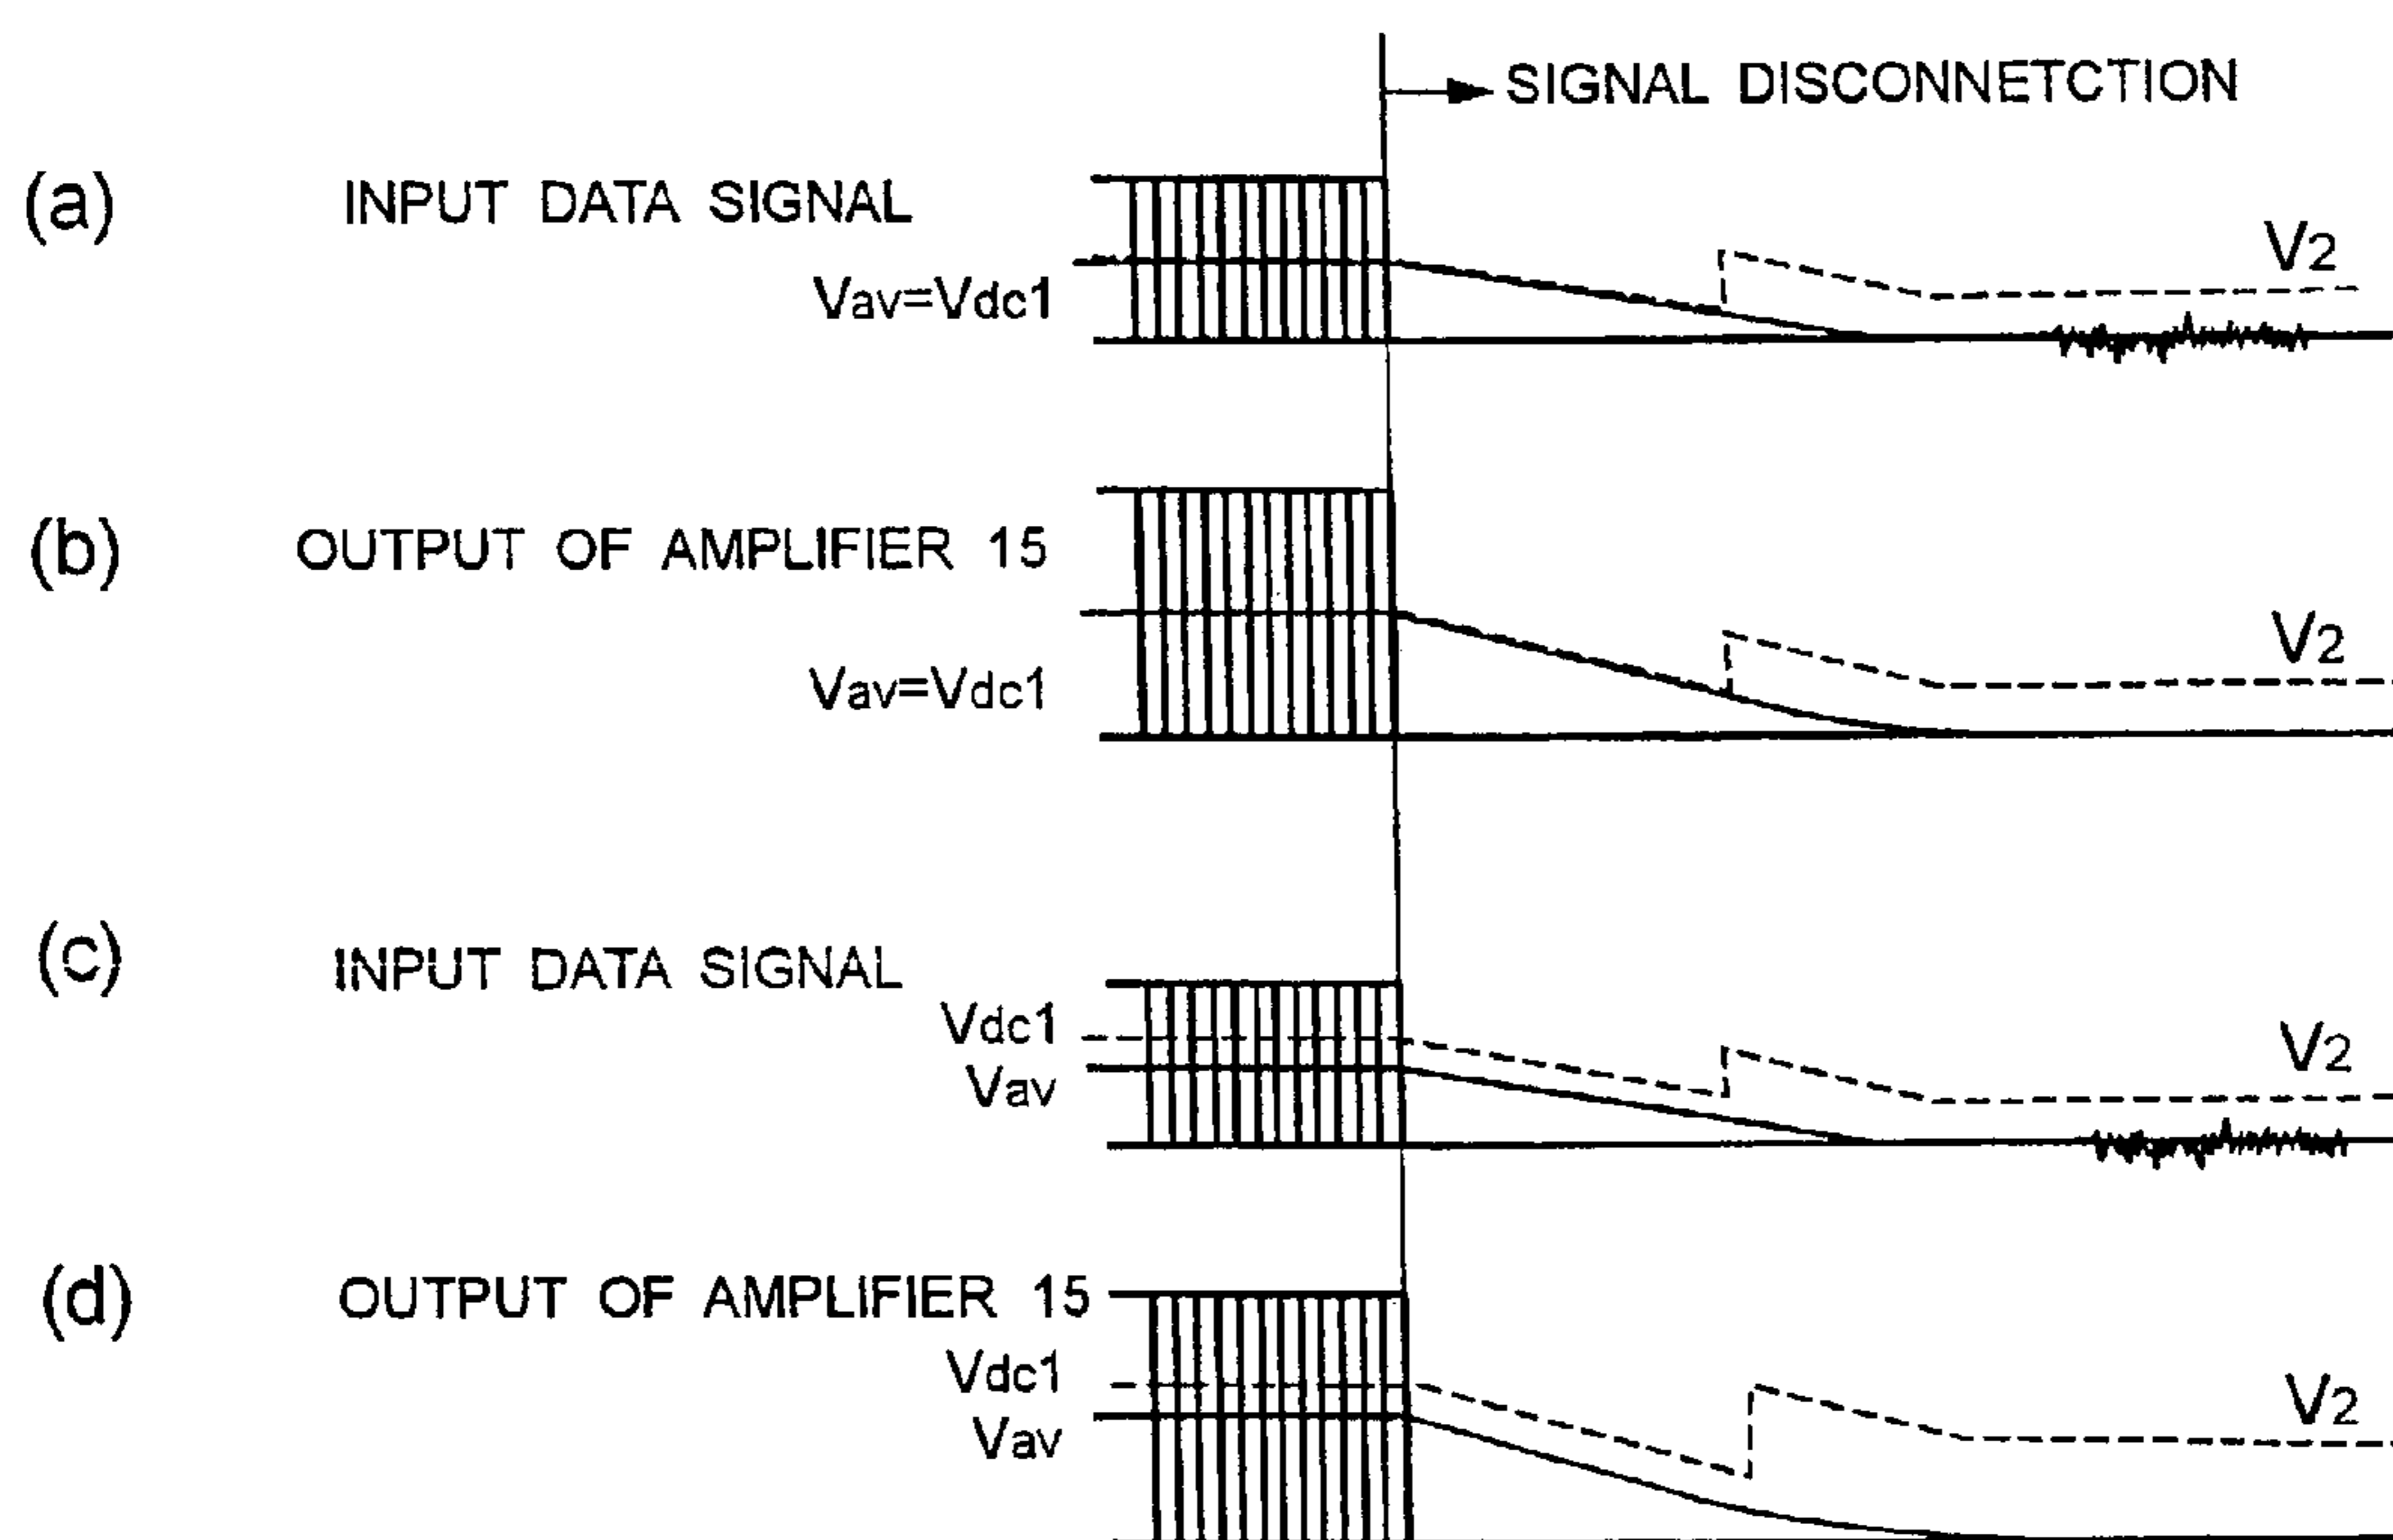 SIGNAL DISCONNETCTION
(a) INPUT DATA SIGNAL
V2
Vav=Vdc1
(b) OUTPUT OF AMPLIFIER 15
V2
Vav=Vdc1
(c) INPUT DATA SIGNAL
Vdc1
V2
Vav
(d) OUTPUT OF AMPLIFIER 15
Vdc1
V2
Vav